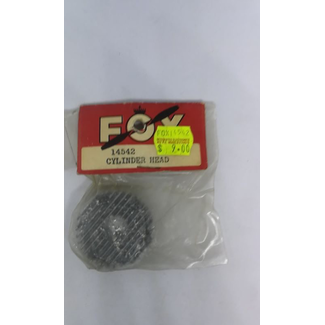 FOX
14542
CYLINDER HEAD
$ 9.00